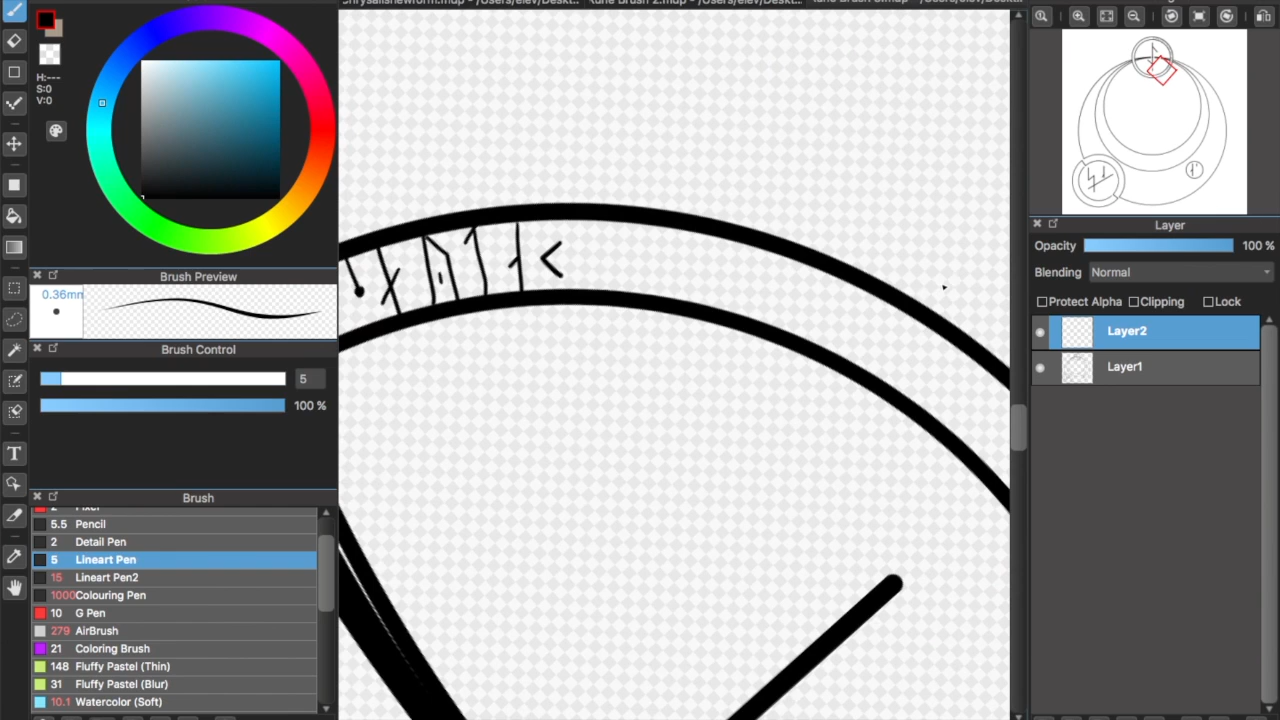 H:---
S:0
V:0
Brush Preview
0.36mm
Brush Control
5
100 %
Brush
5.5 Pencil
2 Detail Pen
5 Lineart Pen
15 Lineart Pen2
1000 Colouring Pen
10 G Pen
279 AirBrush
21 Coloring Brush
148 Fluffy Pastel (Thin)
31 Fluffy Pastel (Blur)
10.1 Watercolor (Soft)
T
Layer
Opacity 100 %
Blending Normal
Protect Alpha Clipping Lock
Layer2
Layer1